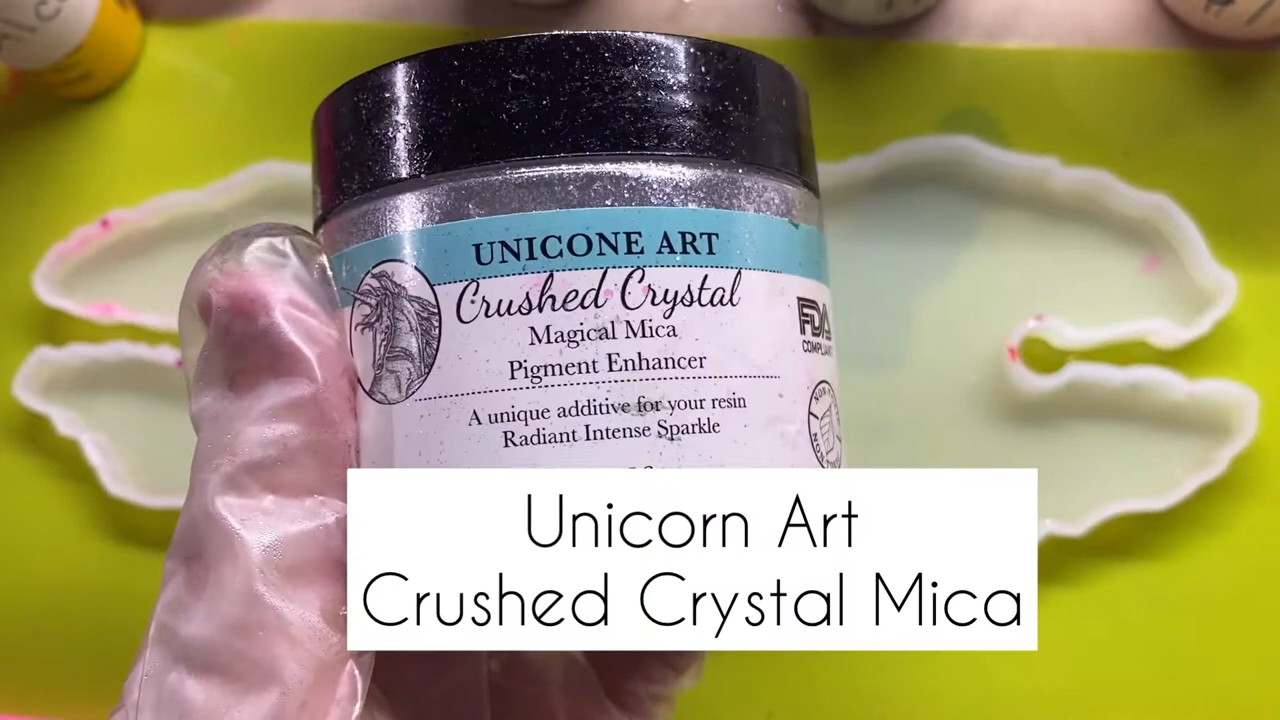 UNICONE ART
Crushed Crystal
Magical Mica
Pigment Enhancer
A unique additive for your resin
Radiant Intense Sparkle
FDA
Unicorn Art
Crushed Crystal Mica